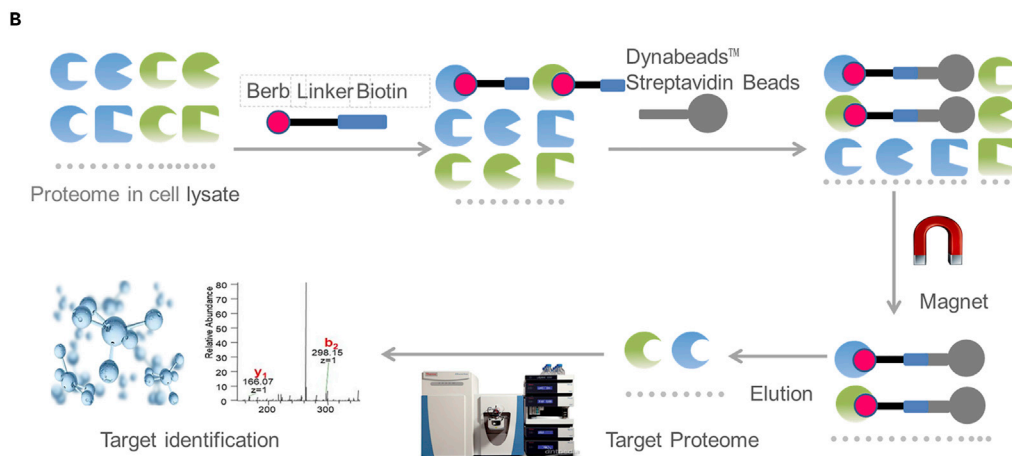 B
Berb Linker Biotin
Dynabeads™
Streptavidin Beads
Proteome in cell lysate
Magnet
Relative Abundance
80
70
60
50
40
30
20
10
0
y1
166.07
z=1
b2
298.15
z=1
200
300
Elution
Target identification
Target Proteome